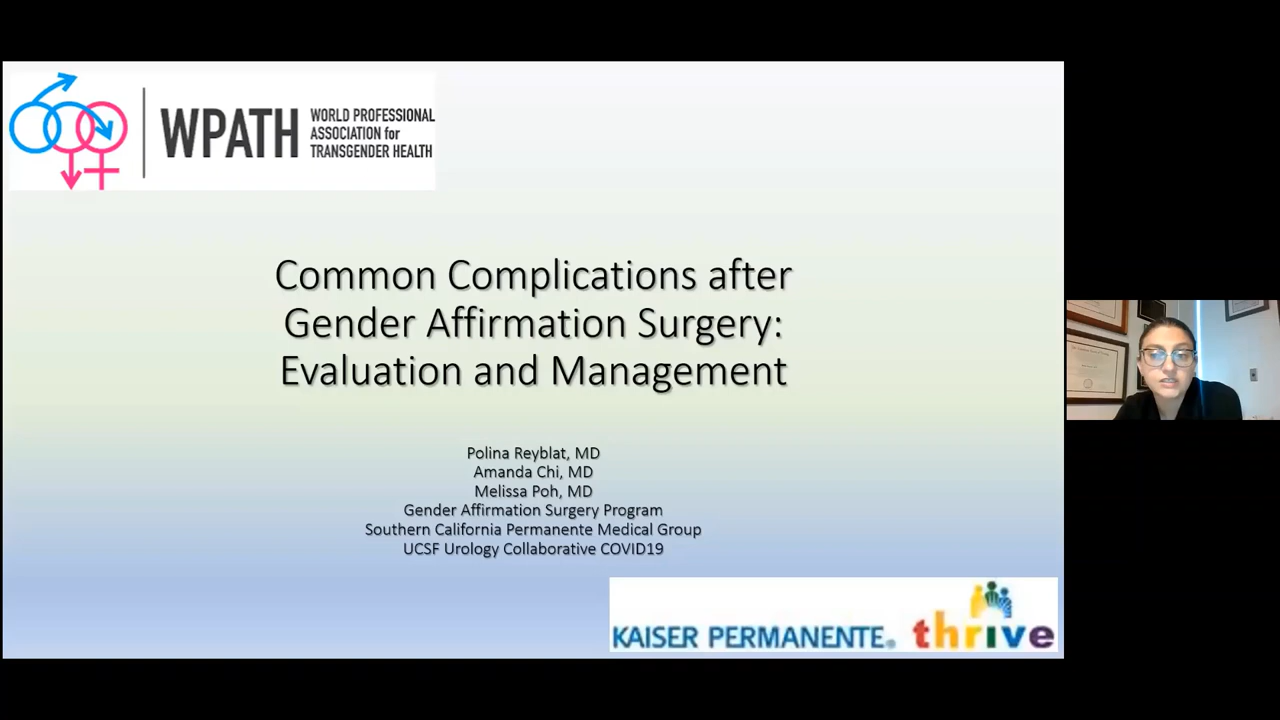 WPATH
WORLD PROFESSIONAL
ASSOCIATION for
TRANSGENDER HEALTH
Common Complications after
Gender Affirmation Surgery:
Evaluation and Management
Polina Reyblat, MD
Amanda Chi, MD
Melissa Poh, MD
Gender Affirmation Surgery Program
Southern California Permanente Medical Group
UCSF Urology Collaborative COVID19
KAISER PERMANENTE® thrive